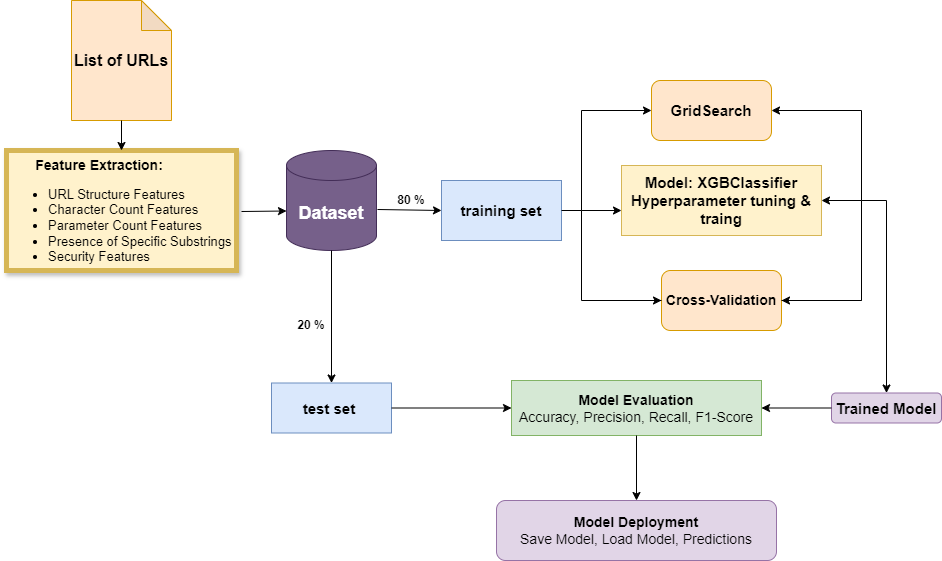 List of URLs
Feature Extraction:
• URL Structure Features
• Character Count Features
• Parameter Count Features
• Presence of Specific Substrings
• Security Features
Dataset
80 %
training set
GridSearch
Model: XGBClassifier
Hyperparameter tuning &
traing
Cross-Validation
20 %
test set
Model Evaluation
Accuracy, Precision, Recall, F1-Score
Trained Model
Model Deployment
Save Model, Load Model, Predictions